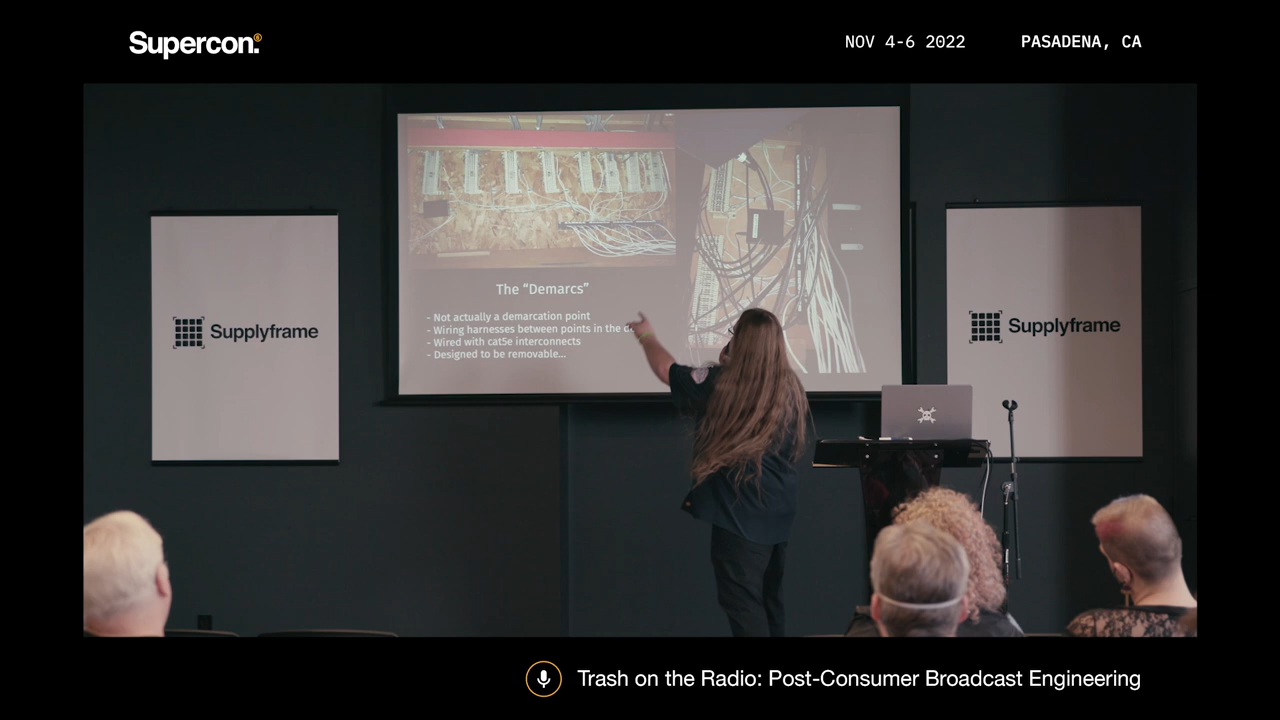 Supercon.6
NOV 4-6 2022
PASADENA, CA
The “Demarcs”
- Not actually a demarcation point
- Wiring harnesses between points in the
- Wired with cat5e interconnects
- Designed to be removable...
Supplyframe
Supplyframe
Trash on the Radio: Post-Consumer Broadcast Engineering